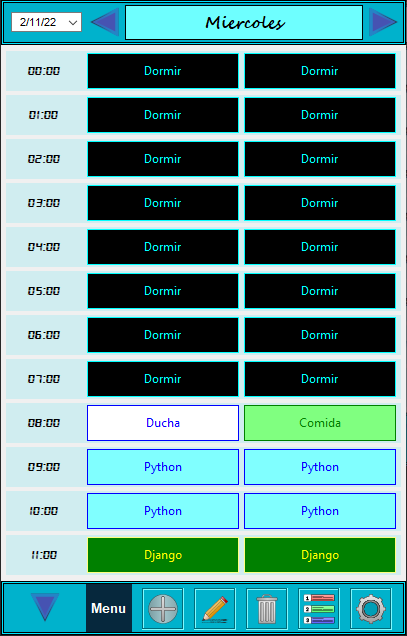 2/11/22 Miercoles
00:00 Dormir Dormir
01:00 Dormir Dormir
02:00 Dormir Dormir
03:00 Dormir Dormir
04:00 Dormir Dormir
05:00 Dormir Dormir
06:00 Dormir Dormir
07:00 Dormir Dormir
08:00 Ducha Comida
09:00 Python Python
10:00 Python Python
11:00 Django Django
Menu 1 2 3